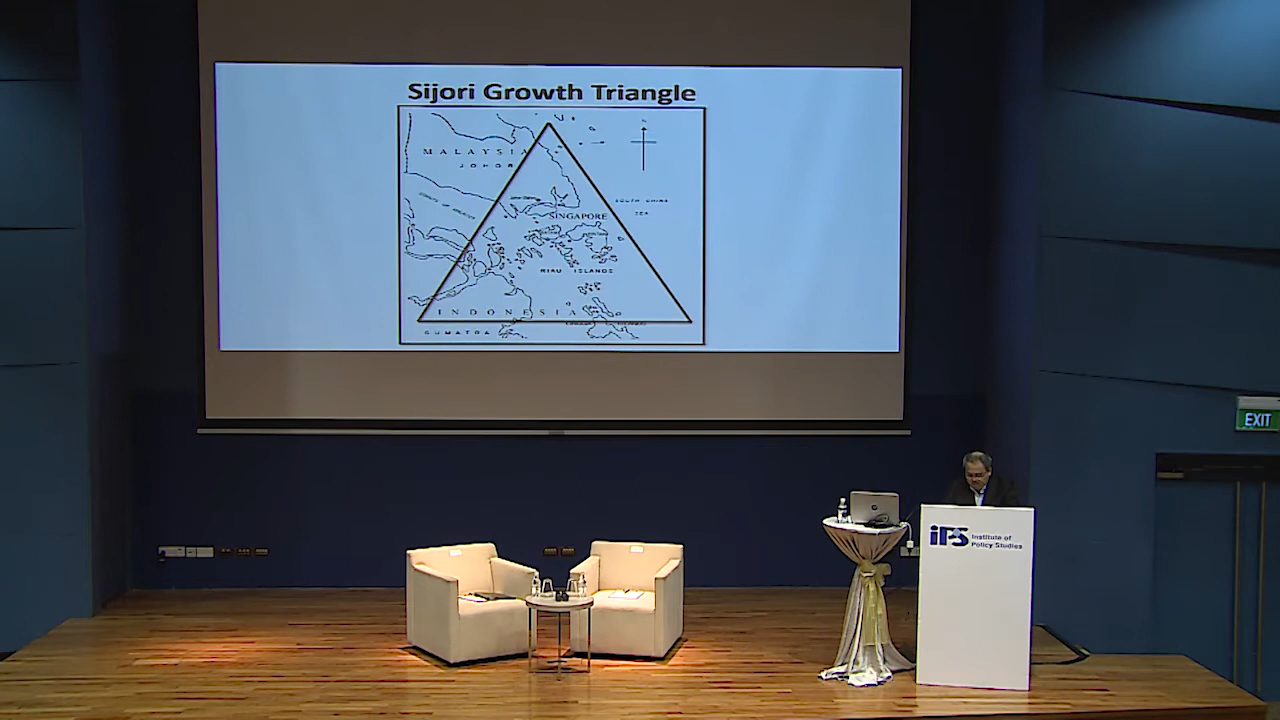 Sijori Growth Triangle
MALAYSIA
JOHOR
SOUTH CHINA
SEA
SINGAPORE
RIAU ISLANDS
INDONESIA
SUMATRA
EXIT
iPS Institute of
Policy Studies